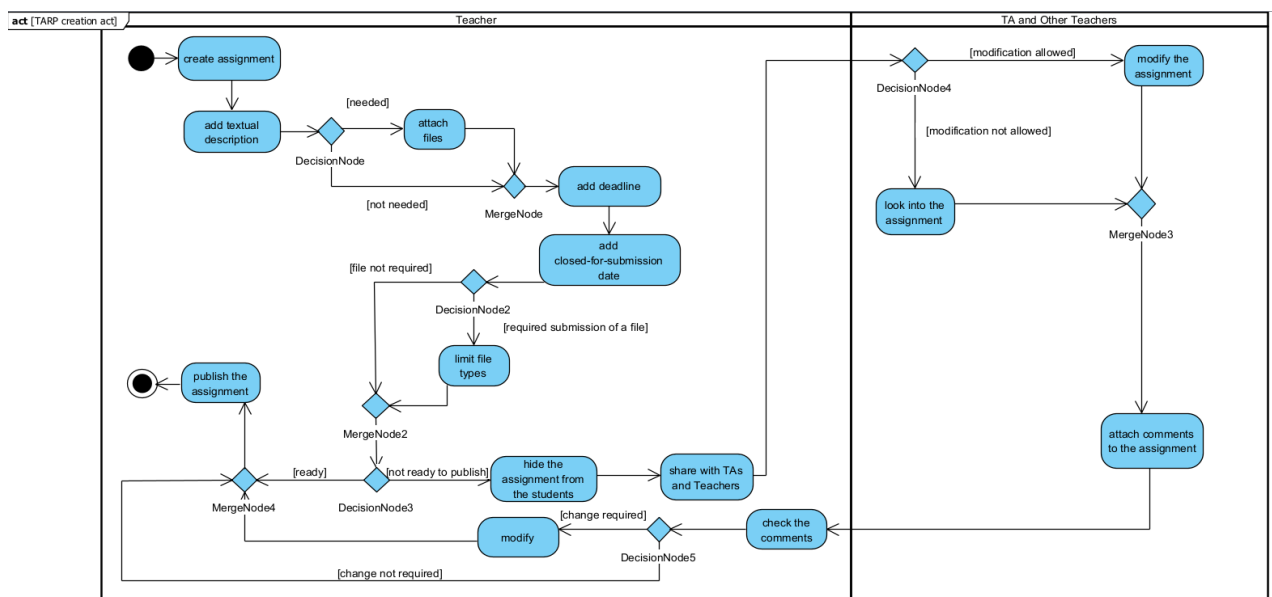 act [TARP creation act]
Teacher
TA and Other Teachers
create assignment
[modification allowed]
modify the
assignment
DecisionNode4
[needed]
add textual
description
attach
files
[modification not allowed]
DecisionNode
add deadline
[not needed]
MergeNode
look into the
assignment
MergeNode3
add
closed-for-submission
date
[file not required]
DecisionNode2
[required submission of a file]
limit file
types
publish the
assignment
MergeNode2
attach comments
to the assignment
[ready]
[not ready to publish]
hide the
assignment from
the students
share with TAs
and Teachers
MergeNode4
DecisionNode3
[change required]
check the
comments
modify
DecisionNode5
[change not required]